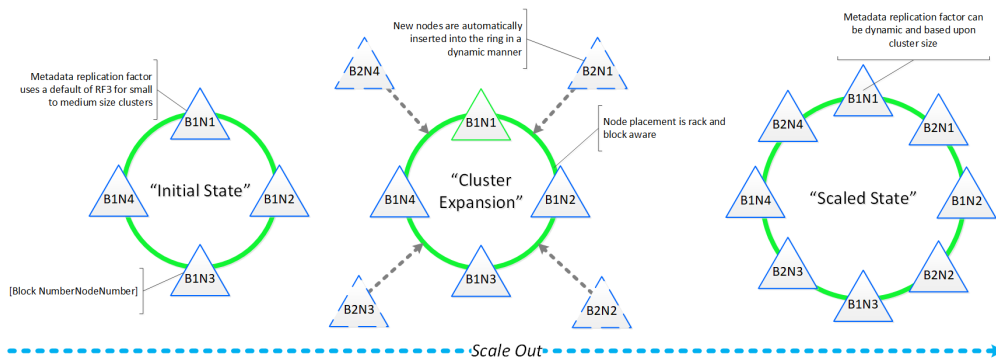 Metadata replication factor
uses a default of RF3 for small
to medium size clusters
B1N1
B1N4
"Initial State"
B1N2
B1N3
[Block NumberNodeNumber]
New nodes are automatically
inserted into the ring in a
dynamic manner
B2N4
B2N1
B1N1
Node placement is rack and
block aware
B1N4
"Cluster
Expansion"
B1N2
B1N3
B2N3
B2N2
Metadata replication factor can
be dynamic and based upon
cluster size
B1N1
B2N4
B2N1
B1N4
"Scaled State"
B1N2
B2N3
B2N2
B1N3
Scale Out